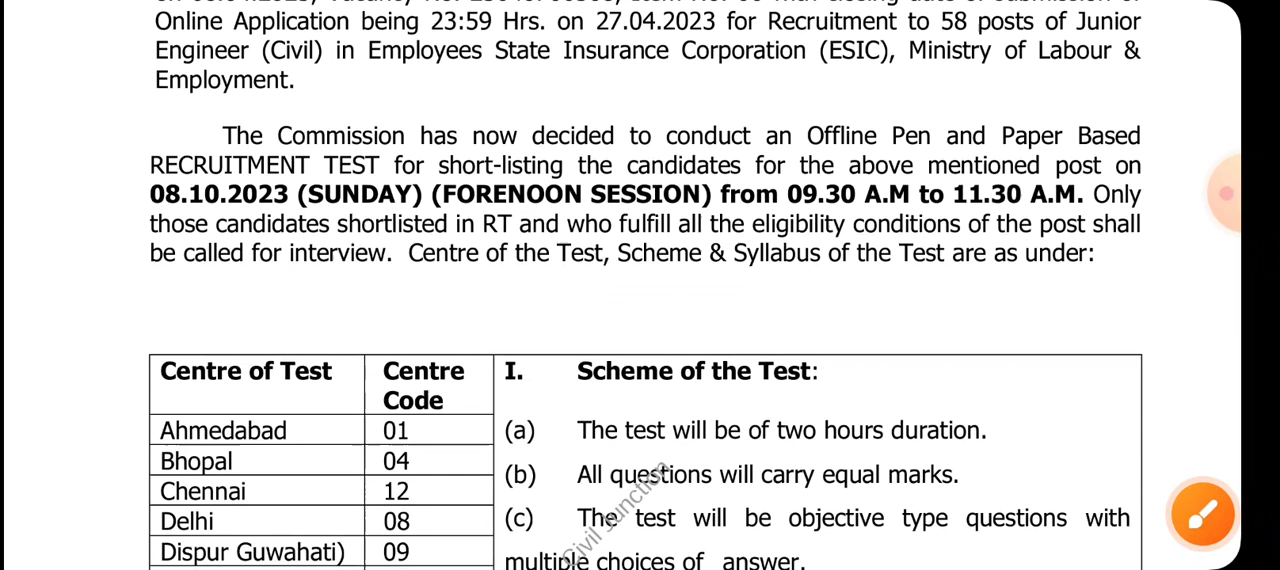 Online Application being 23:59 Hrs. on 27.04.2023 for Recruitment to 58 posts of Junior
Engineer (Civil) in Employees State Insurance Corporation (ESIC), Ministry of Labour &
Employment.
The Commission has now decided to conduct an Offline Pen and Paper Based
RECRUITMENT TEST for short-listing the candidates for the above mentioned post on
08.10.2023 (SUNDAY) (FORENOON SESSION) from 09.30 A.M to 11.30 A.M. Only
those candidates shortlisted in RT and who fulfill all the eligibility conditions of the post shall
be called for interview. Centre of the Test, Scheme & Syllabus of the Test are as under:
Centre of Test
Centre
Code
Ahmedabad 01
Bhopal 04
Chennai 12
Delhi 08
Dispur Guwahati) 09
I. Scheme of the Test:
(a) The test will be of two hours duration.
(b) All questions will carry equal marks.
(c) The test will be objective type questions with
multiple choices of answer.
Civil Junction